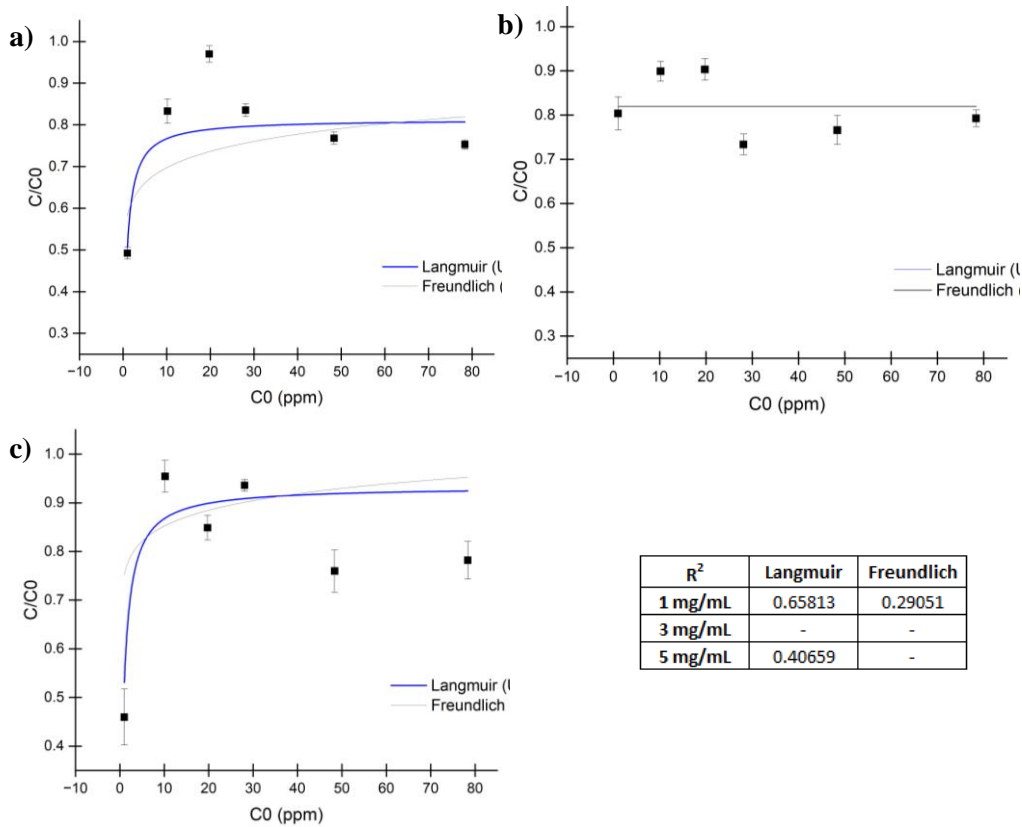 a)
1.0
0.9
0.8
0.7
0.6
0.5
0.4
0.3
C/C0
−10 0 10 20 30 40 50 60 70 80
C0 (ppm)
Langmuir (
Freundlich (
b)
1.0
0.9
0.8
0.7
0.6
0.5
0.4
0.3
C/C0
−10 0 10 20 30 40 50 60 70 80
C0 (ppm)
Langmuir (
Freundlich (
c)
1.0
0.9
0.8
0.7
0.6
0.5
0.4
C/C0
−10 0 10 20 30 40 50 60 70 80
C0 (ppm)
Langmuir (
Freundlich
R² Langmuir Freundlich
1 mg/mL 0.65813 0.29051
3 mg/mL - -
5 mg/mL 0.40659 -